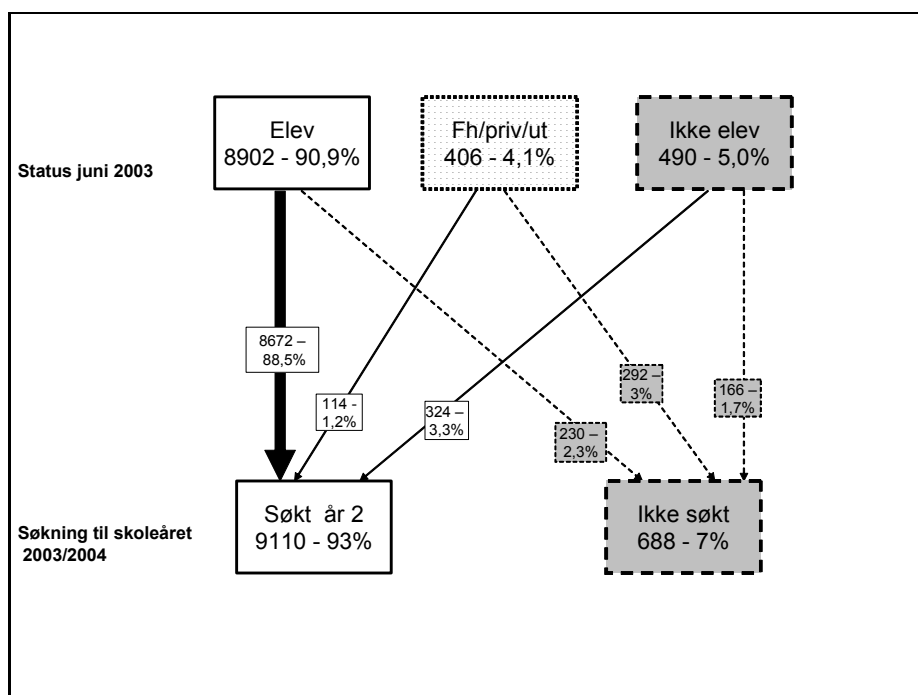 Elev
8902 - 90,9%
Fh/priv/ut
406 - 4,1%
Ikke elev
490 - 5,0%
Status juni 2003
8672 –
88,5%
114 -
1,2%
324 –
3,3%
230 –
2,3%
292 –
3%
166 –
1,7%
Søkt år 2
9110 - 93%
Ikke søkt
688 - 7%
Søkning til skoleåret
2003/2004